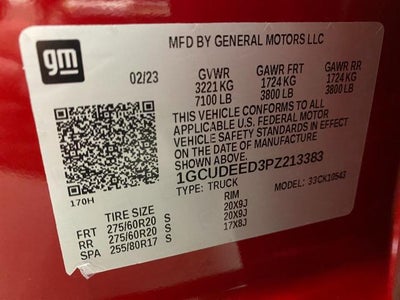 gm
MFD BY GENERAL MOTORS LLC
02/23 GVWR GAWR FRT GAWR RR
3221 KG 1724 KG 1724 KG
7100 LB 3800 LB 3800 LB
THIS VEHICLE CONFORMS TO ALL
APPLICABLE U.S. FEDERAL MOTOR
VEHICLE SAFETY STANDARDS IN EFFECT
ON THE DATE OF MANUFACTURE SHOWN ABOVE.
1GCUDEED3PZ213383
170H TYPE: TRUCK MODEL: 33CK10543
TIRE SIZE RIM
FRT 275/60R20 S 20X9J
RR 275/60R20 S 20X9J
SPA 255/80R17 S 17X8J